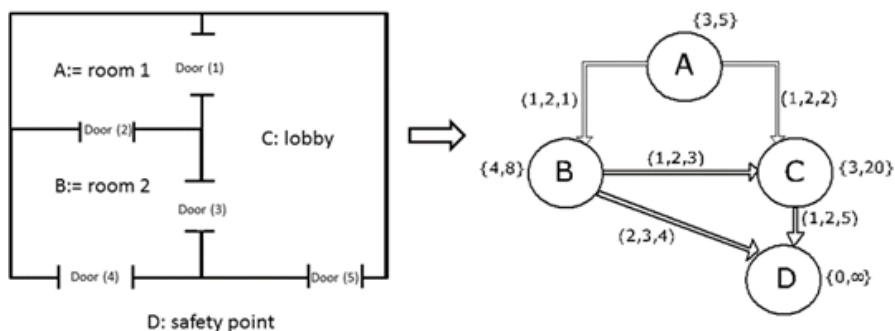 A:= room 1
Door (1)
Door (2)
C: lobby
B:= room 2
Door (3)
Door (4)
Door (5)
D: safety point
{3,5}
A
(1,2,1)
(1,2,2)
{4,8}
B
(1,2,3)
C
{3,20}
(2,3,4)
(1,2,5)
D
{0,∞}